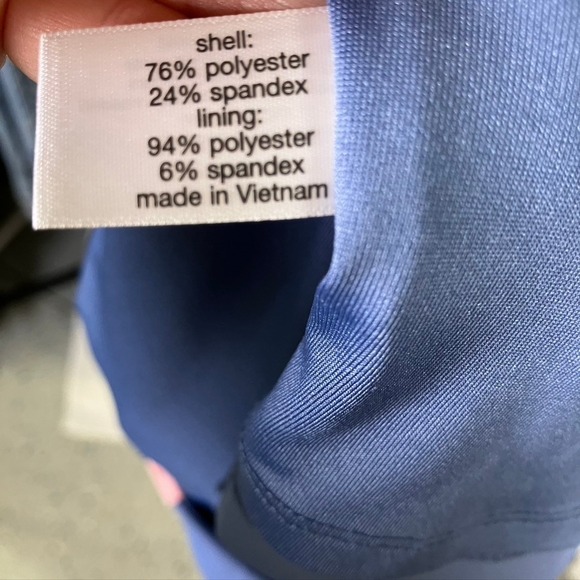 shell:
76% polyester
24% spandex
lining:
94% polyester
6% spandex
made in Vietnam